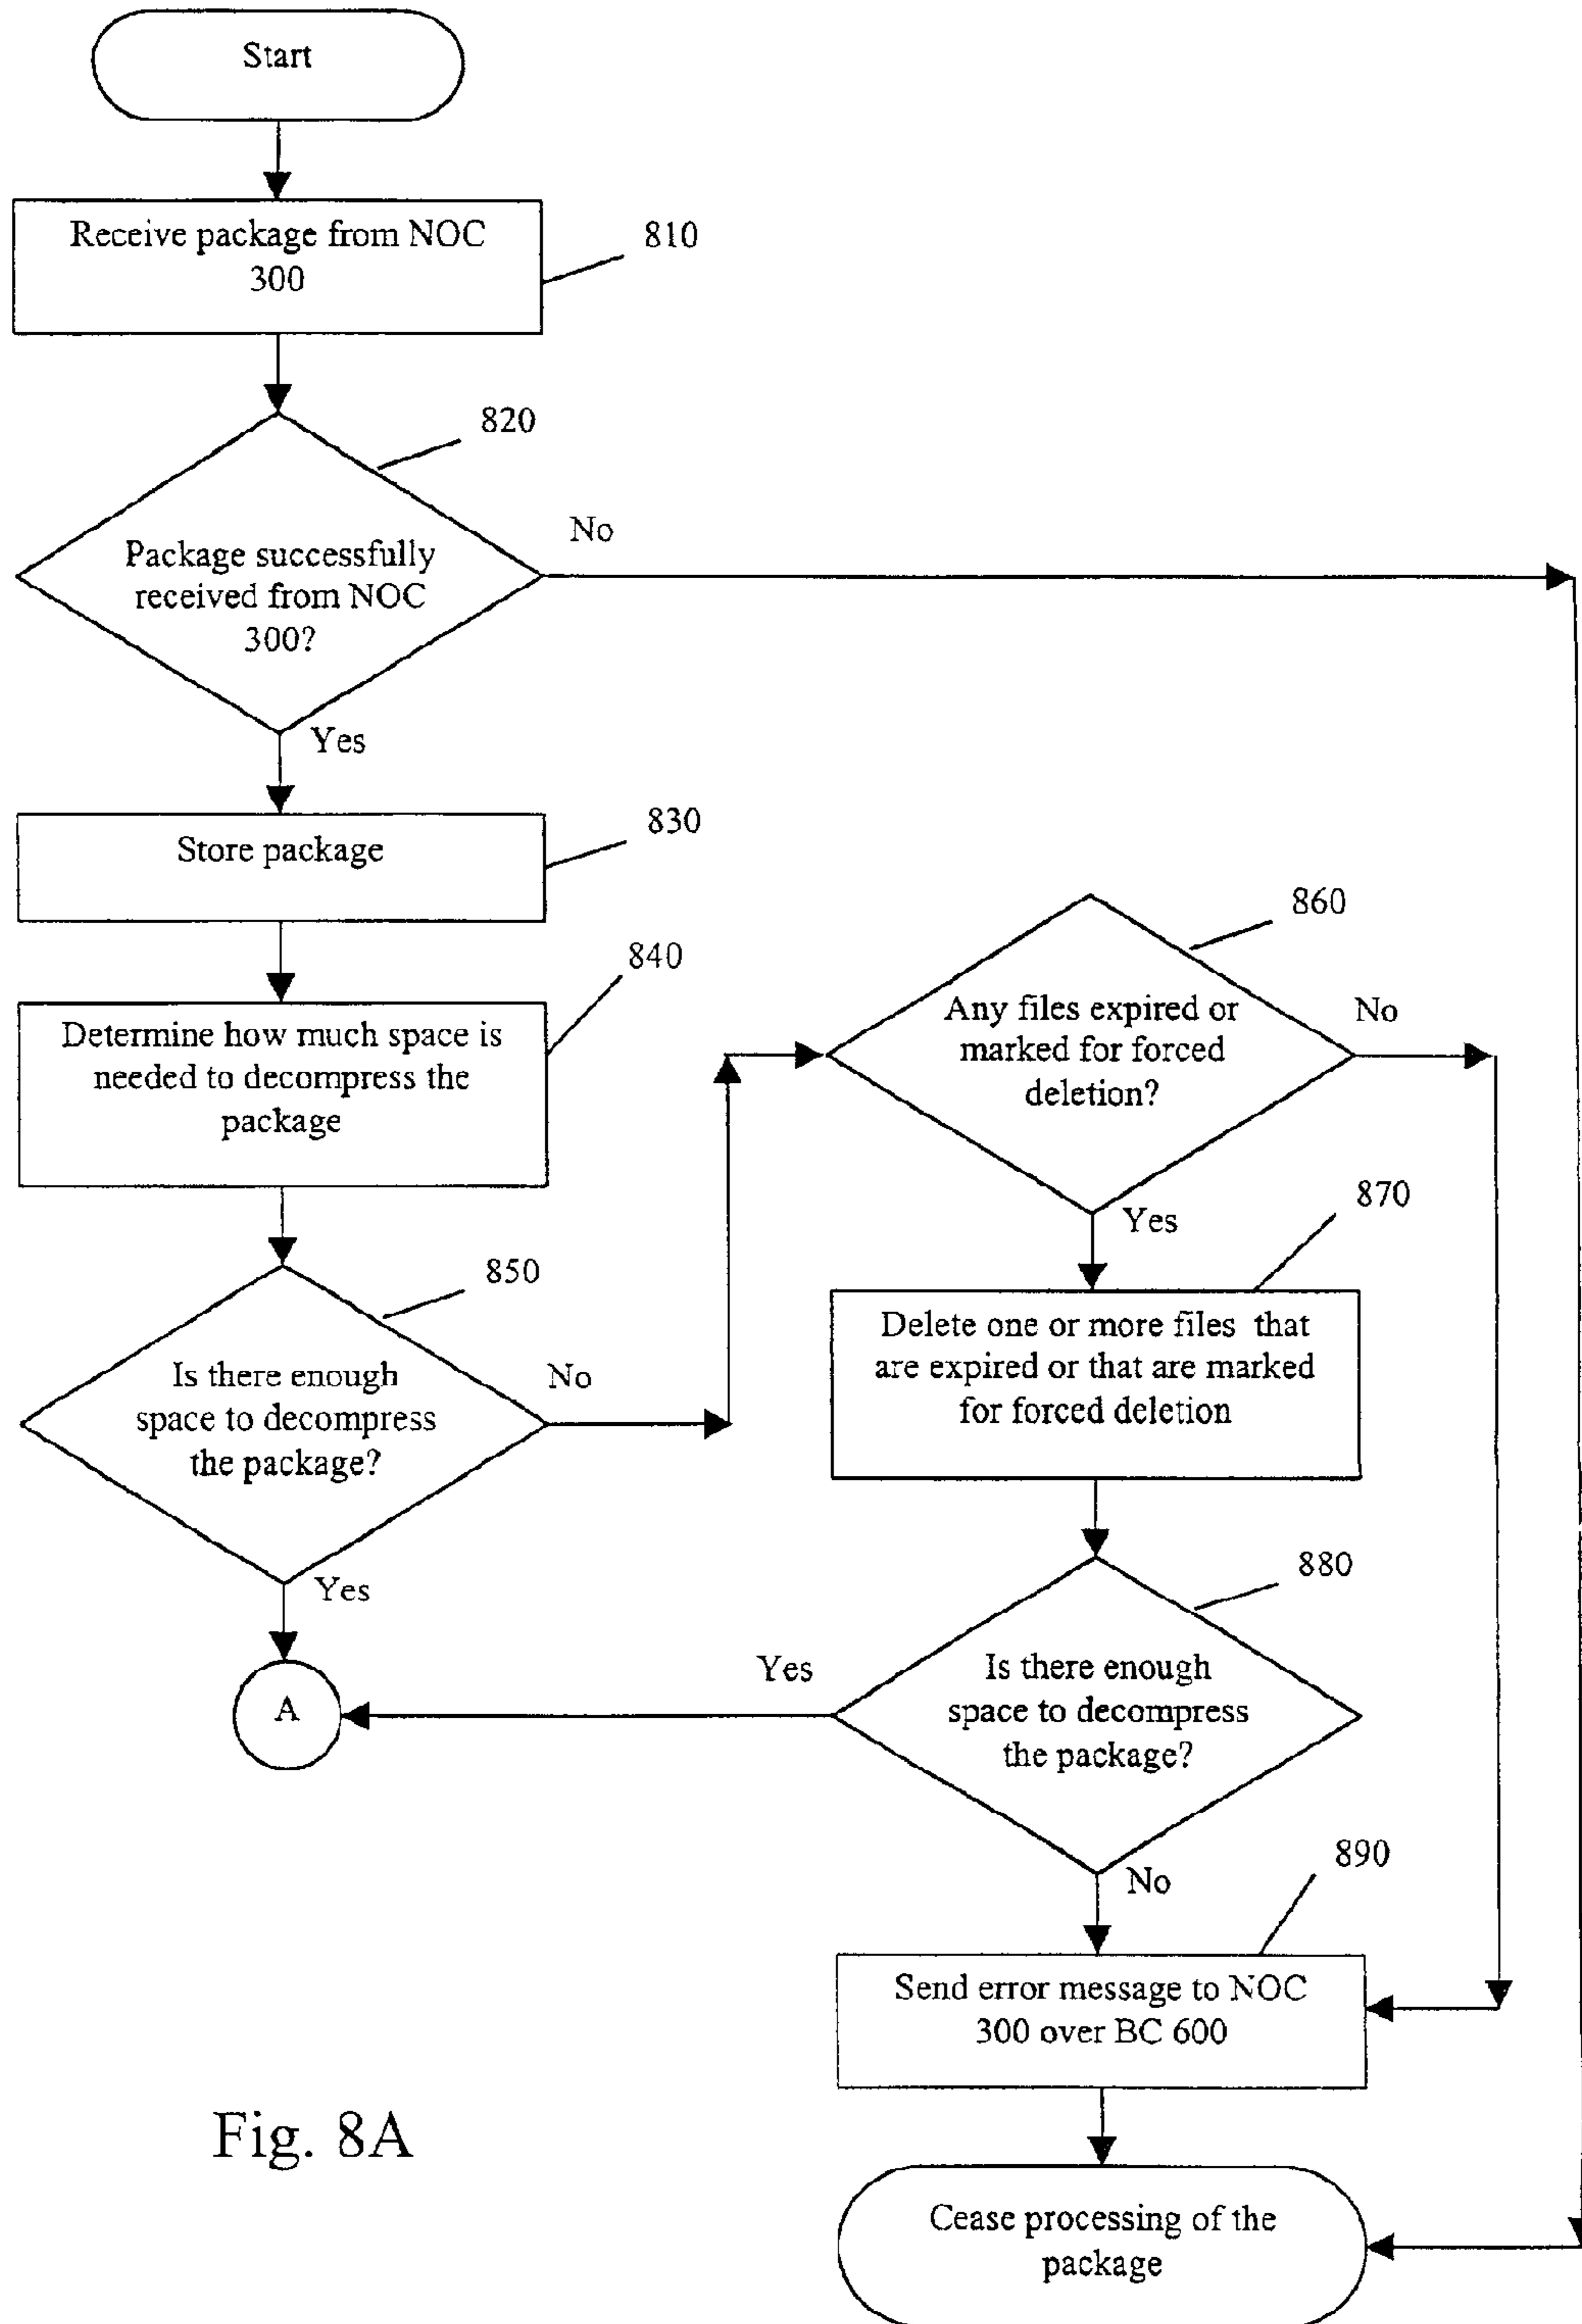 Start
Receive package from NOC
300
810
820
No
Package successfully
received from NOC
300?
Yes
Store package
830
840
Determine how much space is
needed to decompress the
package
850
Is there enough
space to decompress
the package?
No
Yes
A
860
Any files expired or
marked for forced
deletion?
No
Yes
870
Delete one or more files that
are expired or that are marked
for forced deletion
880
Is there enough
space to decompress
the package?
Yes
No
890
Send error message to NOC
300 over BC 600
Cease processing of the
package
Fig. 8A